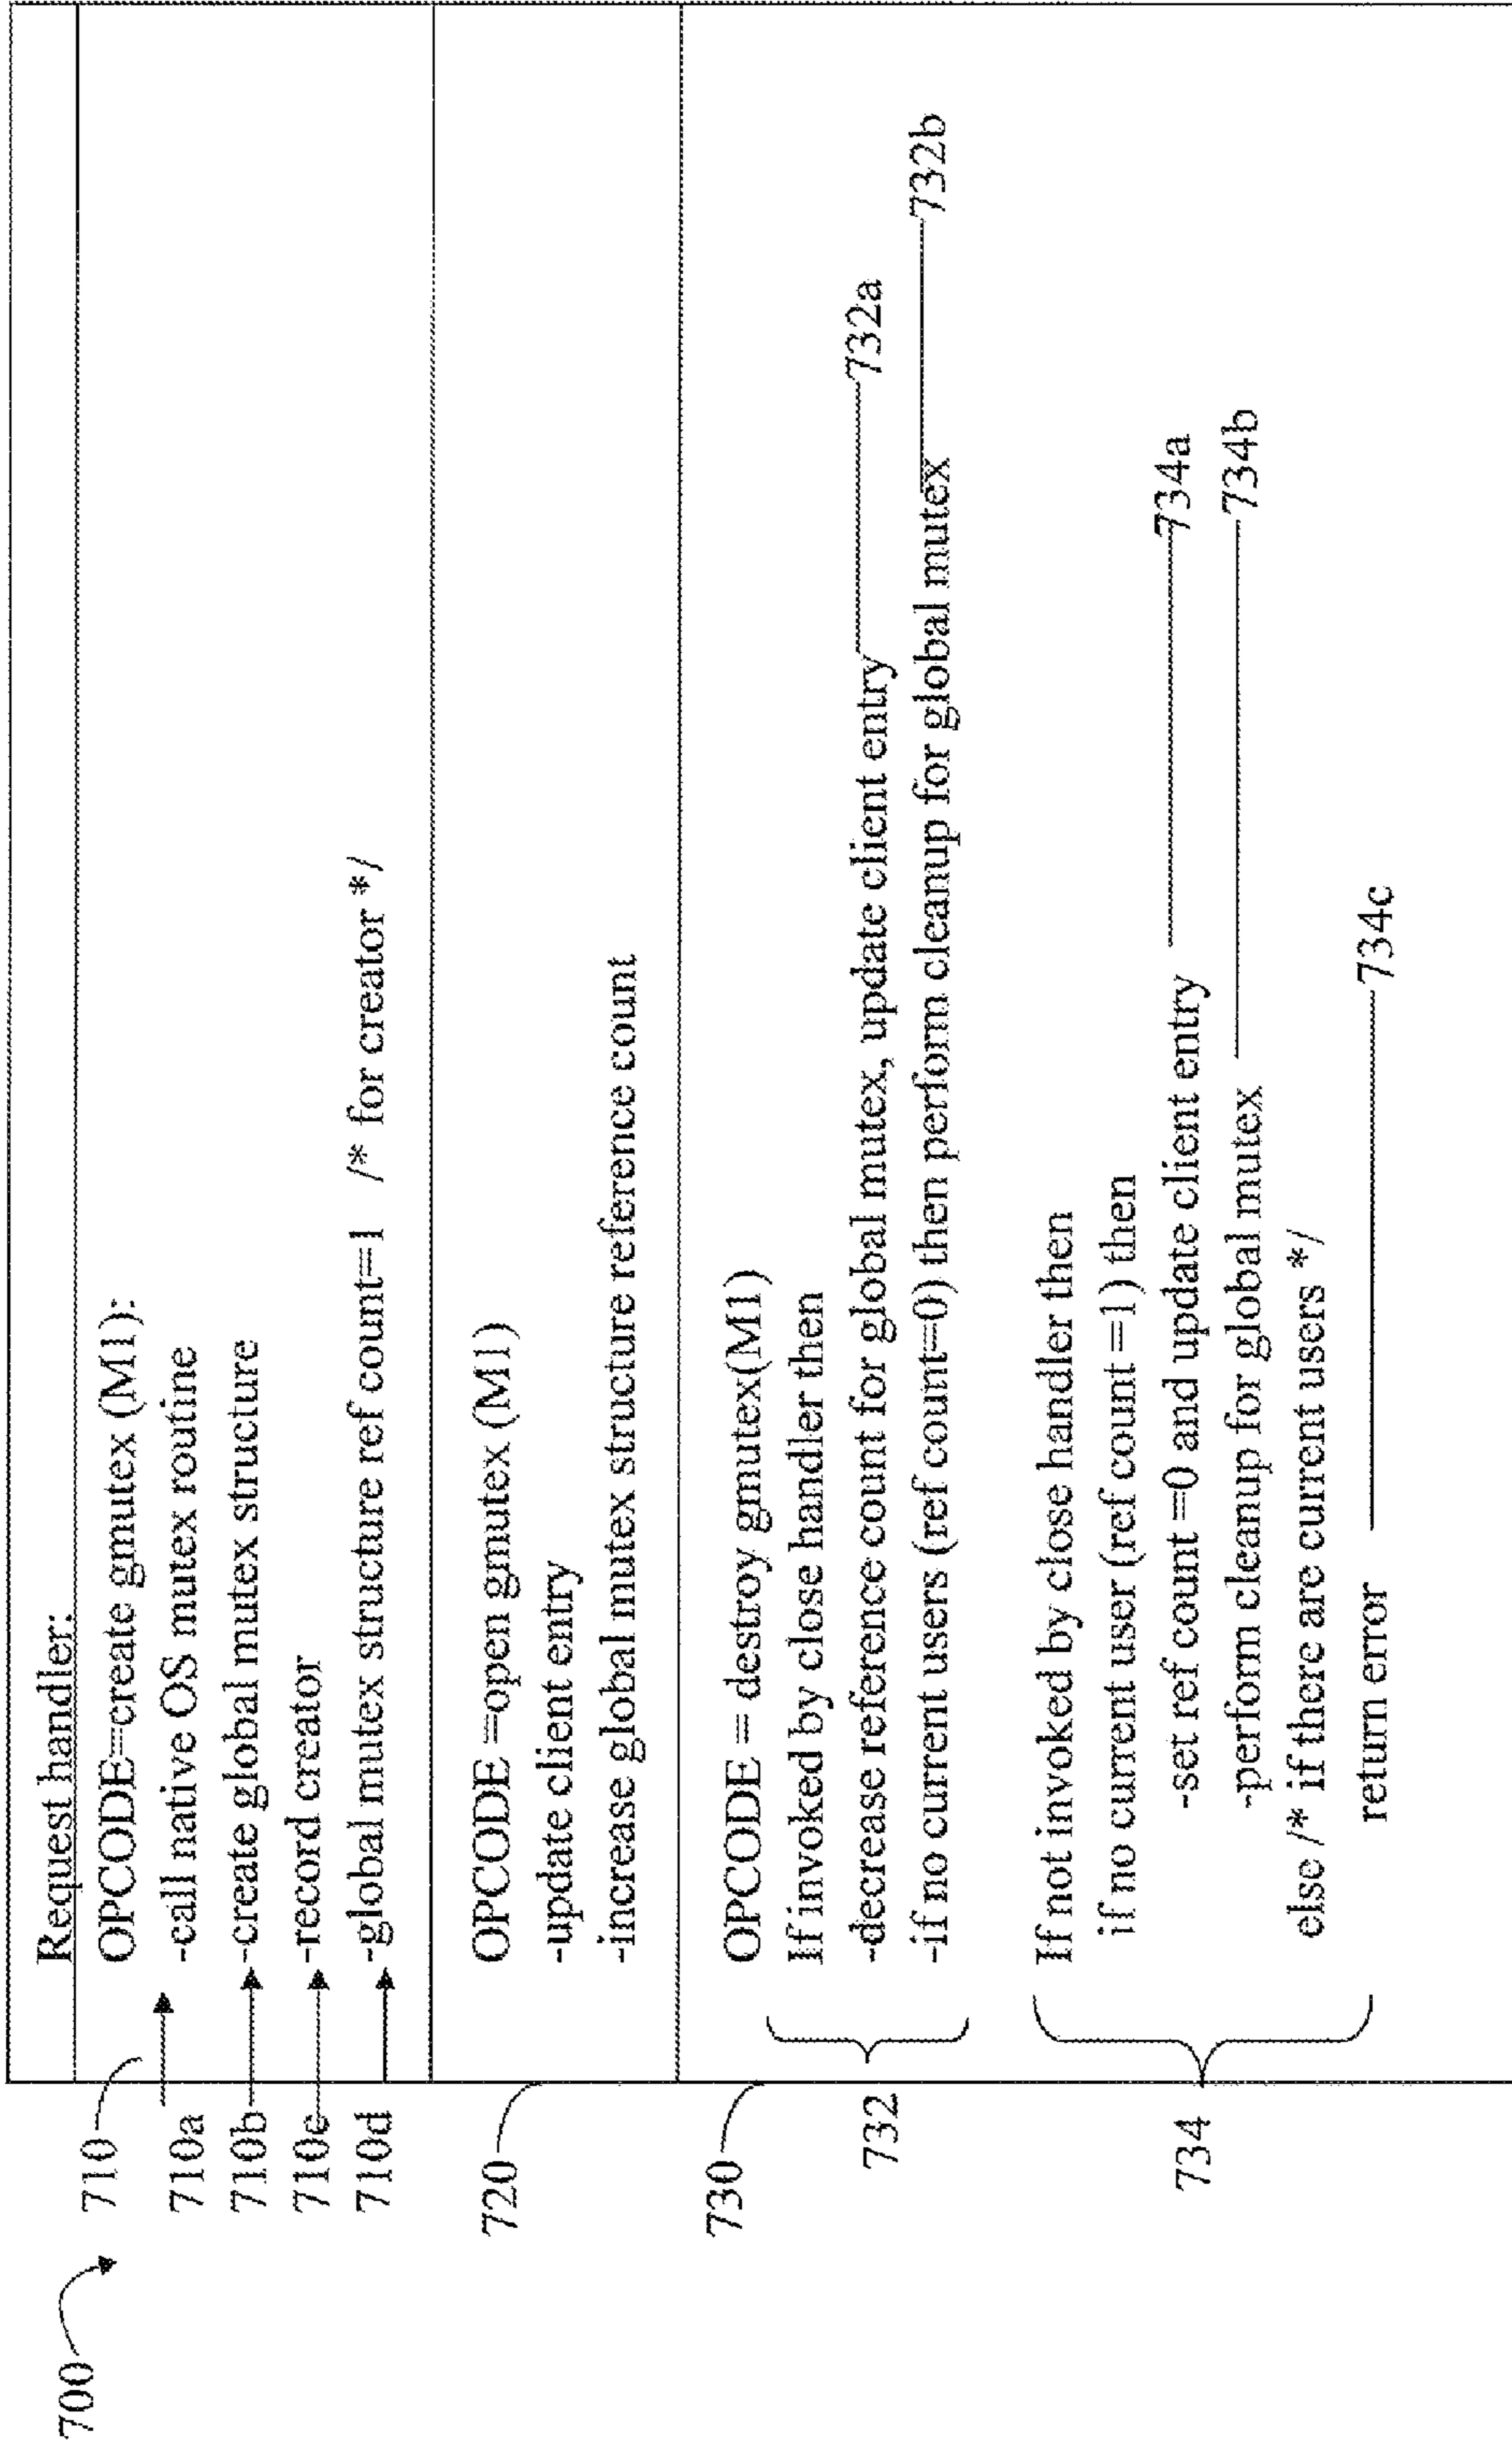 700
Request handler:
710 OPCODE=create gmutex (M1):
710a -call native OS mutex routine
710b -create global mutex structure
710c -record creator
710d -global mutex structure ref count=1 /* for creator */
720 OPCODE =open gmutex (M1)
-update client entry
-increase global mutex structure reference count
730 OPCODE = destroy gmutex(M1)
If invoked by close handler then
732 -decrease reference count for global mutex, update client entry 732a
-if no current users (ref count=0) then perform cleanup for global mutex 732b
If not invoked by close handler then
if no current user (ref count =1) then
734 -set ref count =0 and update client entry 734a
-perform cleanup for global mutex 734b
else /* if there are current users */
return error 734c